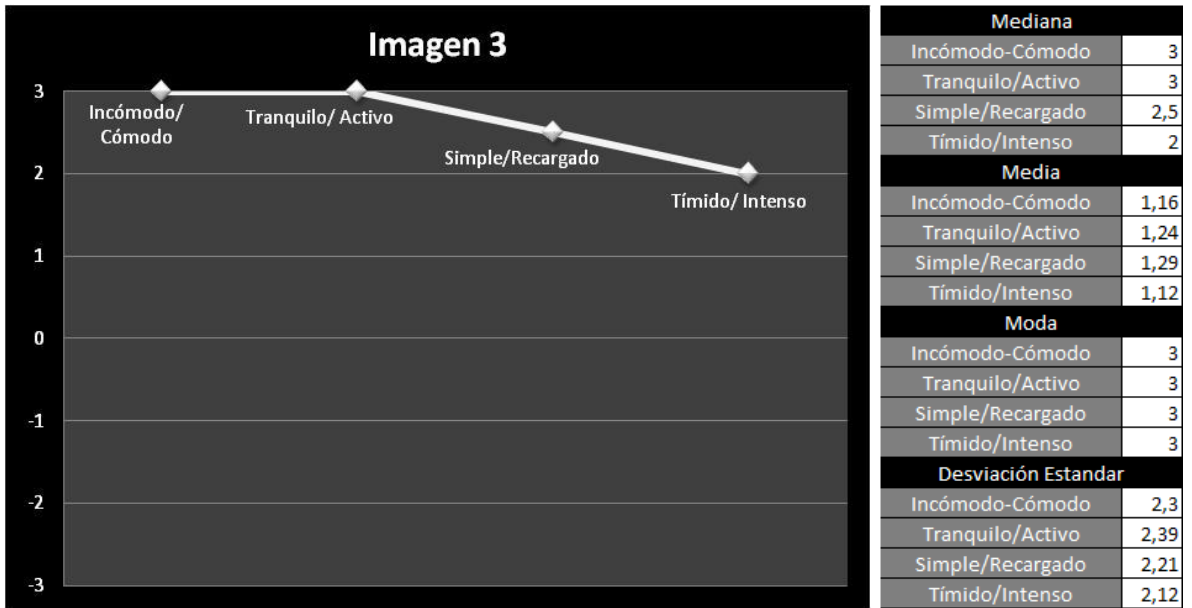 Imagen 3
3
2
1
0
-1
-2
-3
Incómodo/
Cómodo
Tranquilo/ Activo
Simple/Recargado
Tímido/ Intenso
Mediana
Incómodo-Cómodo 3
Tranquilo/Activo 3
Simple/Recargado 2,5
Tímido/Intenso 2
Media
Incómodo-Cómodo 1,16
Tranquilo/Activo 1,24
Simple/Recargado 1,29
Tímido/Intenso 1,12
Moda
Incómodo-Cómodo 3
Tranquilo/Activo 3
Simple/Recargado 3
Tímido/Intenso 3
Desviación Estandar
Incómodo-Cómodo 2,3
Tranquilo/Activo 2,39
Simple/Recargado 2,21
Tímido/Intenso 2,12